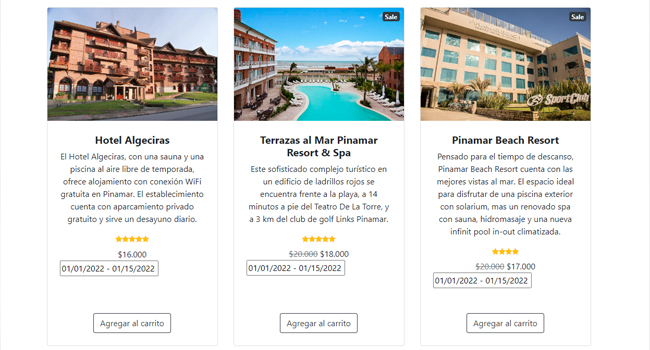 Hotel Algeciras
El Hotel Algeciras, con una sauna y una
piscina al aire libre de temporada,
ofrece alojamiento con conexión WiFi
gratuita en Pinamar. El establecimiento
cuenta con aparcamiento privado
gratuito y sirve un desayuno diario.
$16.000
01/01/2022 - 01/15/2022
Agregar al carrito
Sale
Terrazas al Mar Pinamar
Resort & Spa
Este sofisticado complejo turístico en
un edificio de ladrillos rojos se
encuentra frente a la playa, a 14
minutos a pie del Teatro De La Torre, y
a 3 km del club de golf Links Pinamar.
$20.000 $18.000
01/01/2022 - 01/15/2022
Agregar al carrito
Sale
SportClub
Pinamar Beach Resort
Pensado para el tiempo de descanso,
Pinamar Beach Resort cuenta con las
mejores vistas al mar. El espacio ideal
para disfrutar de una piscina exterior
con solarium, mas un renovado spa
con sauna, hidromasaje y una nueva
infinit pool in-out climatizada.
$20.000 $17.000
01/01/2022 - 01/15/2022
Agregar al carrito